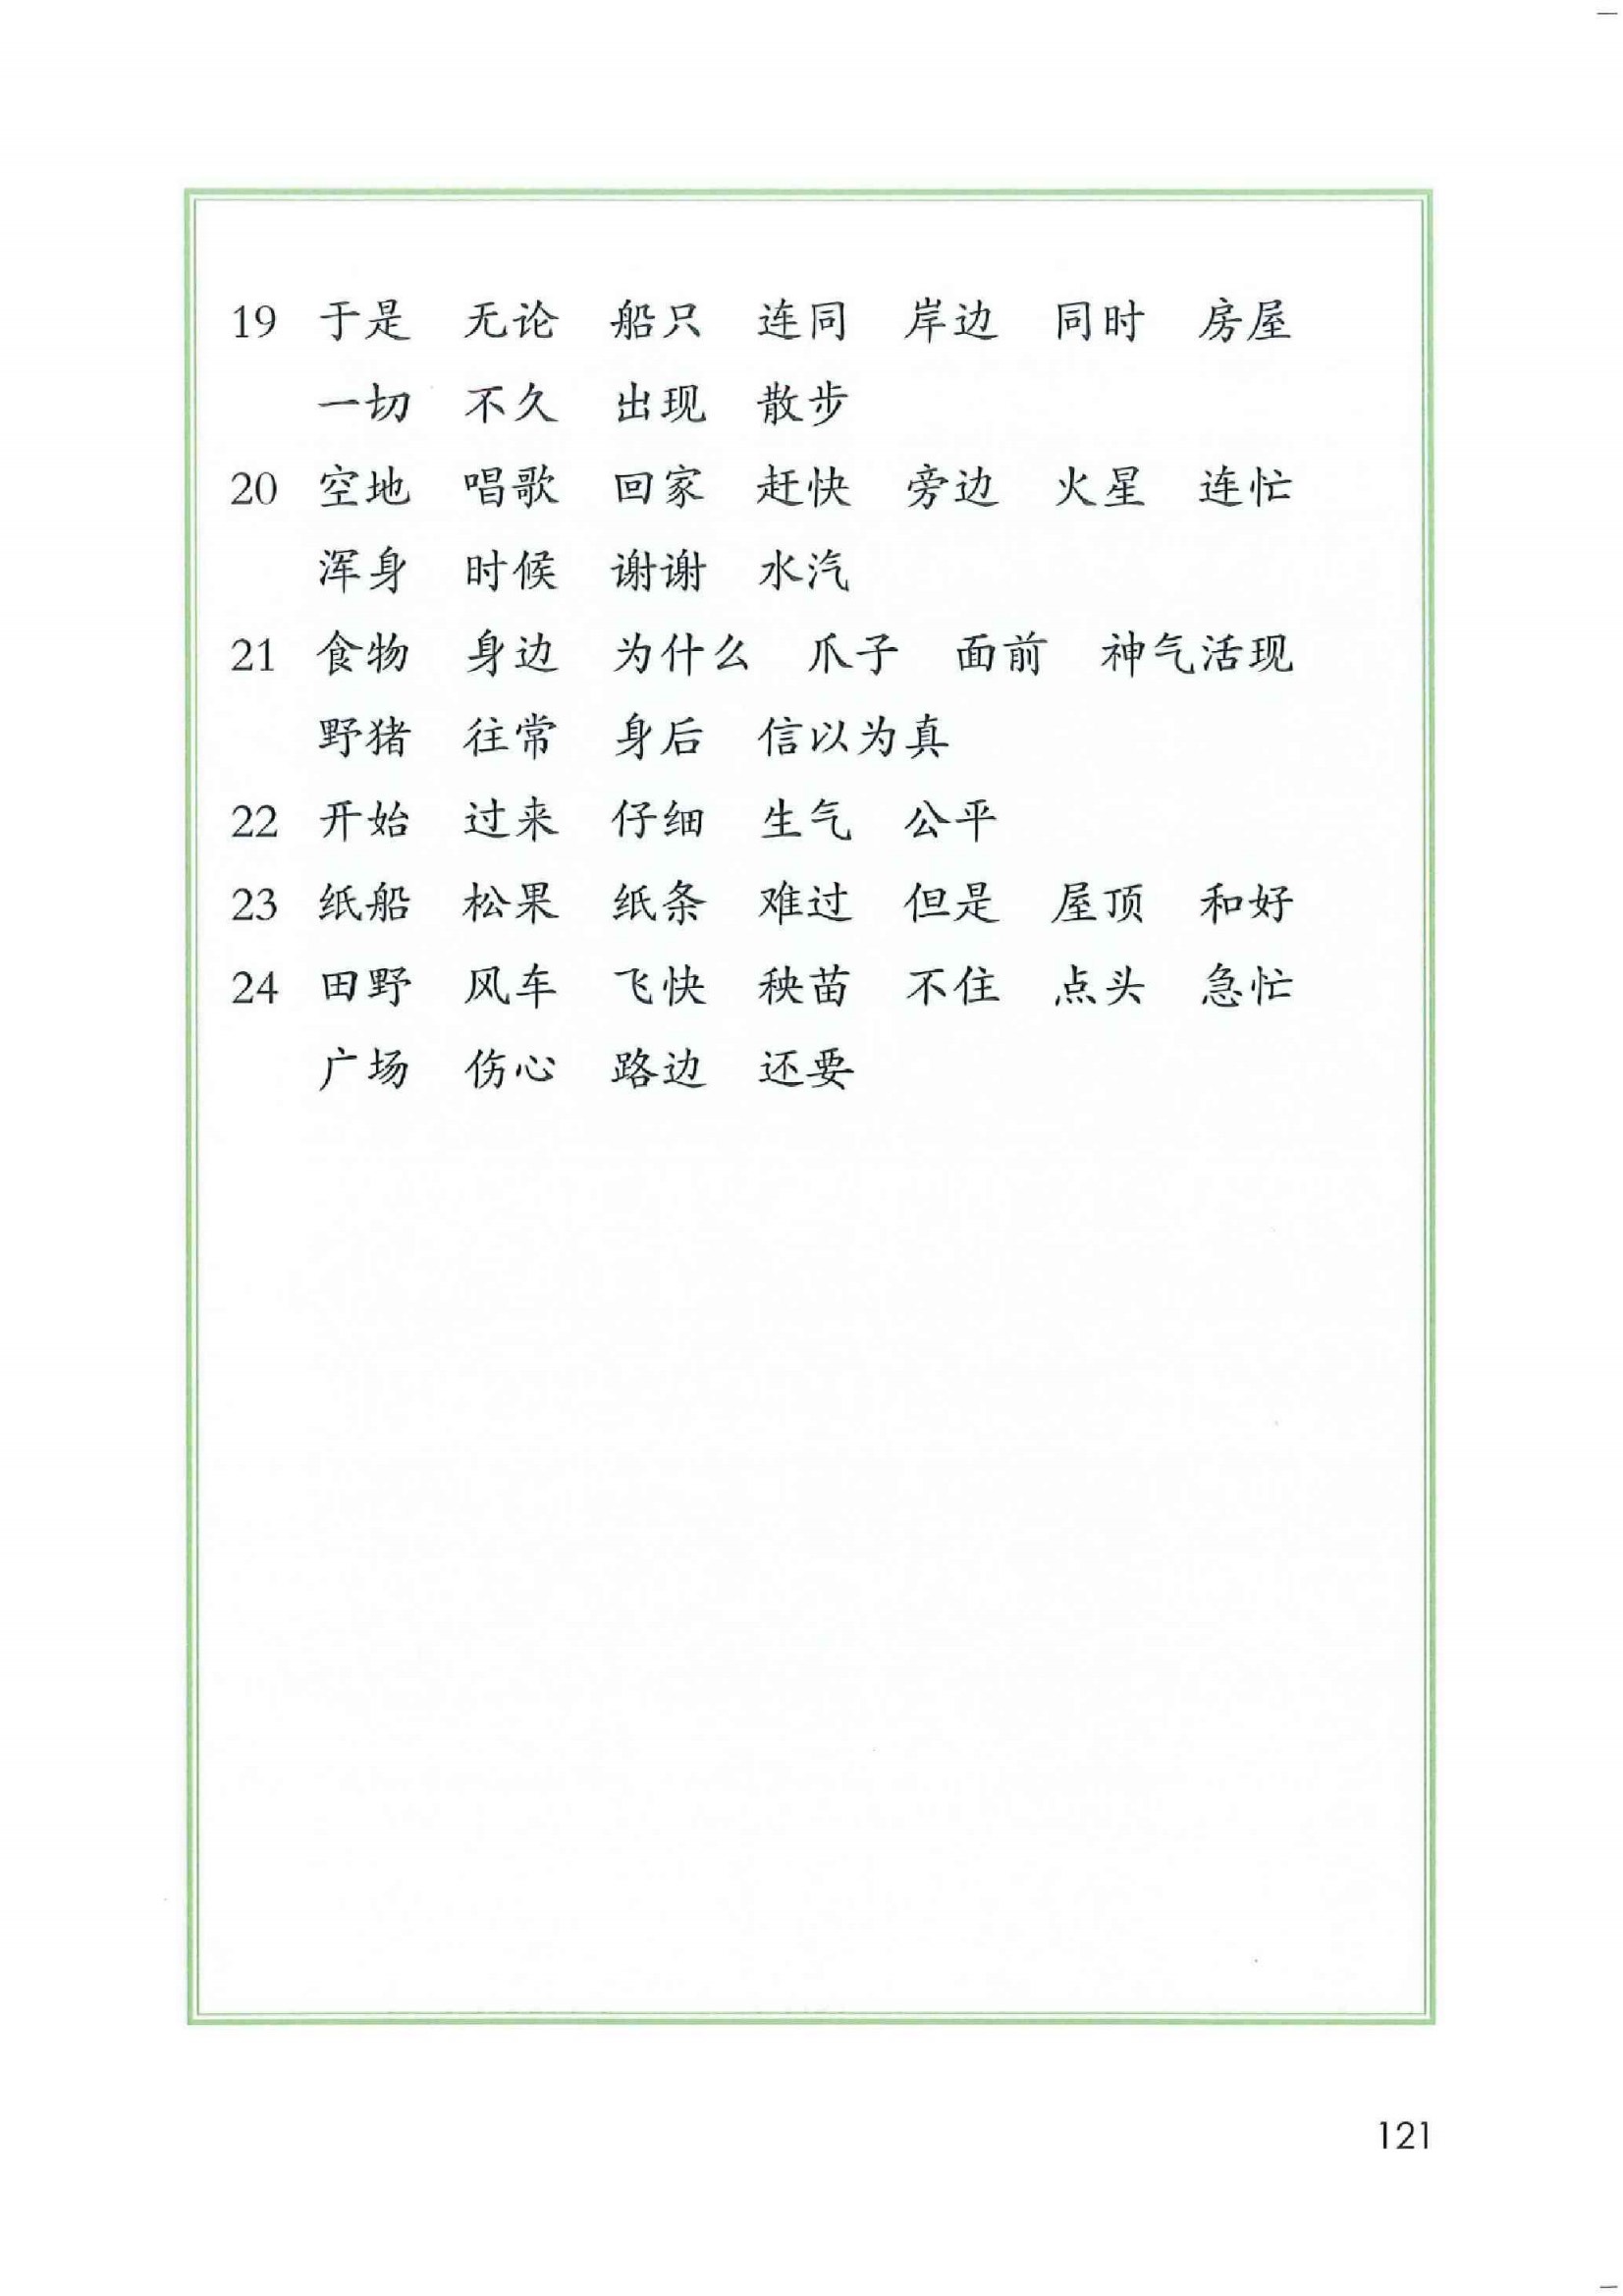 19 于是 无论 船只 连同 岸边 同时 房屋
一切 不久 出现 散步
20 空地 唱歌 回家 赶快 旁边 火星 连忙
浑身 时候 谢谢 水汽
21 食物 身边 为什么 爪子 面前 神气活现
野猪 往常 身后 信以为真
22 开始 过来 仔细 生气 公平
23 纸船 松果 纸条 难过 但是 屋顶 和好
24 田野 风车 飞快 秧苗 不住 点头 急忙
广场 伤心 路边 还要
121